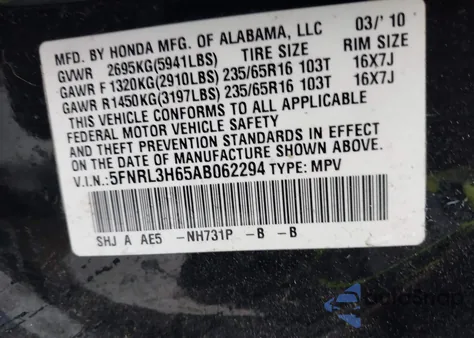 MFD. BY HONDA MFG. OF ALABAMA, LLC 03/ 10
GVWR 2695KG(5941LBS) TIRE SIZE RIM SIZE
GAWR F 1320KG(2910LBS) 235/65R16 103T 16X7J
GAWR R1450KG(3197LBS) 235/65R16 103T 16X7J
THIS VEHICLE CONFORMS TO ALL APPLICABLE
FEDERAL MOTOR VEHICLE SAFETY
AND THEFT PREVENTION STANDARDS IN EFFECT
ON THE DATE OF MANUFACTURE SHOWN ABOVE.
V.I.N.:5FNRL3H65AB062294 TYPE: MPV
SHJ A AE5 -NH731P -B -B